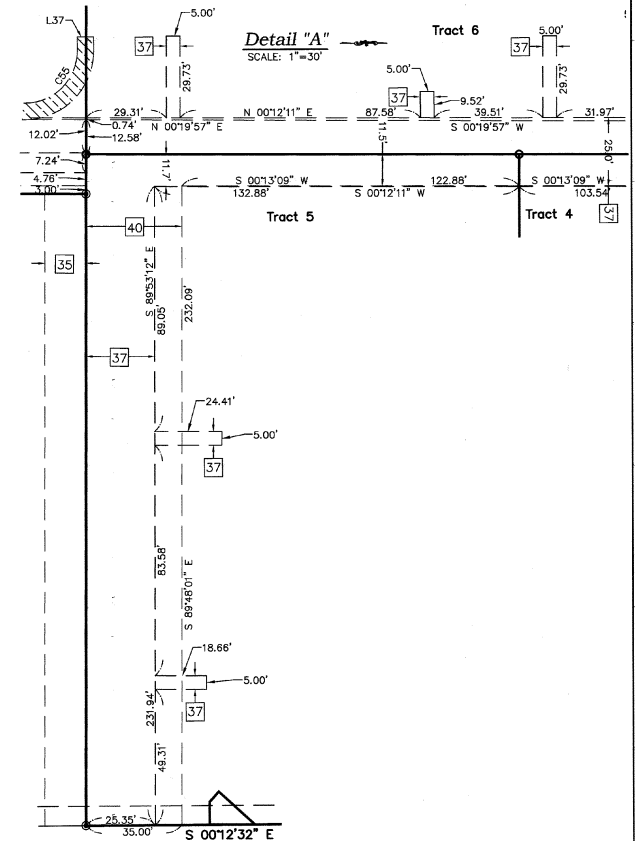 L37
5.00'
Detail "A"
SCALE: 1"=30'
Tract 6
5.00'
37
37
C55
29.73'
5.00'
29.73'
37
9.52'
29.31'
N 00°12'11" E
87.58'
39.51'
31.97'
0.74'
N 00°19'57" E
S 00°19'57" W
12.02'
12.58'
11.5'
25.0'
7.24'
11.7'
4.76'
3.00'
S 00°13'09" W
122.88'
S 00°13'09" W
132.88'
S 00°12'11" W
103.54'
Tract 5
Tract 4
37
40
35
S 89°53'12" E
89.05'
232.09'
37
24.41'
5.00'
37
83.58'
S 89°48'01" E
18.66'
5.00'
37
231.94'
49.31'
25.35'
35.00'
S 00°12'32" E